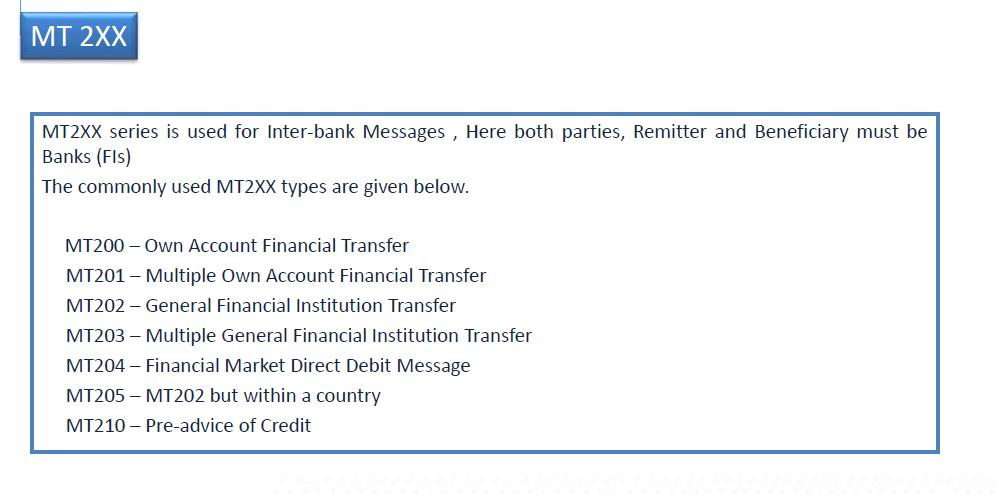 MT 2XX
MT2XX series is used for Inter-bank Messages , Here both parties, Remitter and Beneficiary must be
Banks (FIs)
The commonly used MT2XX types are given below.
MT200 – Own Account Financial Transfer
MT201 – Multiple Own Account Financial Transfer
MT202 – General Financial Institution Transfer
MT203 – Multiple General Financial Institution Transfer
MT204 – Financial Market Direct Debit Message
MT205 – MT202 but within a country
MT210 – Pre-advice of Credit